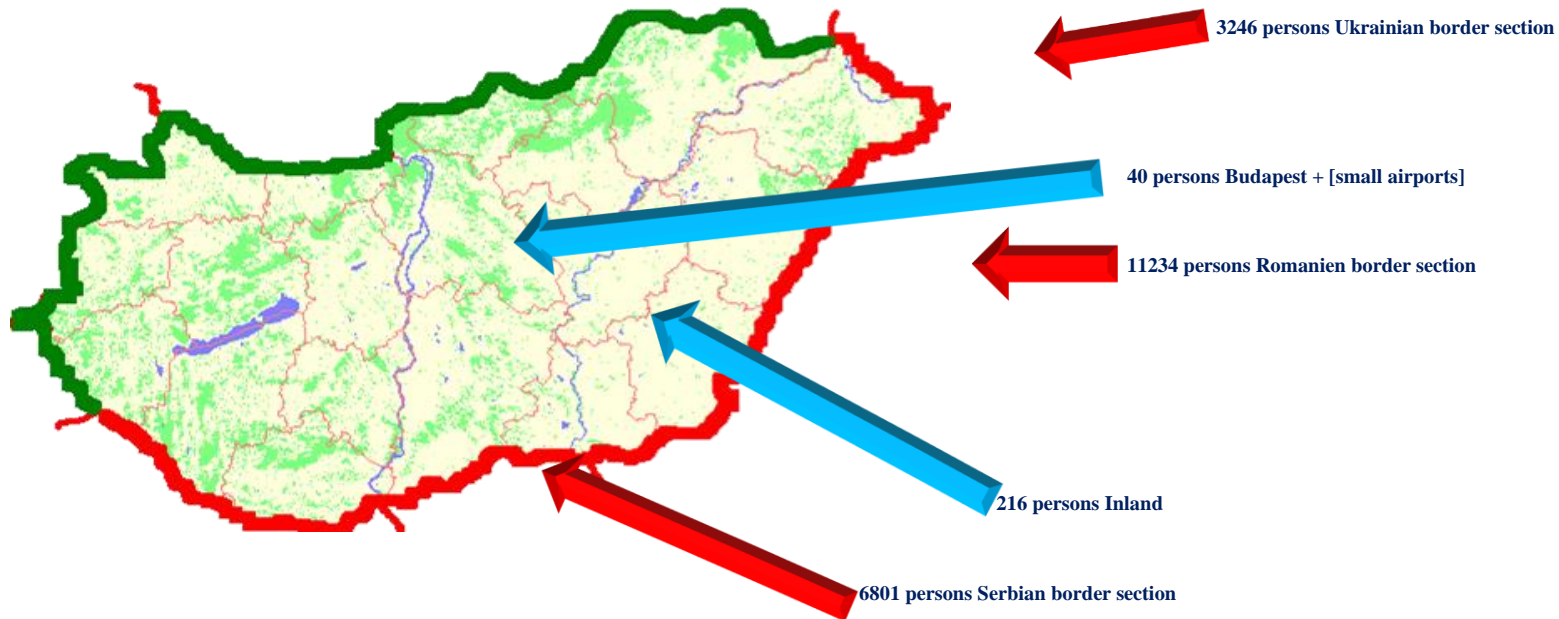 3246 persons Ukrainian border section
40 persons Budapest + [small airports]
11234 persons Romanien border section
216 persons Inland
6801 persons Serbian border section